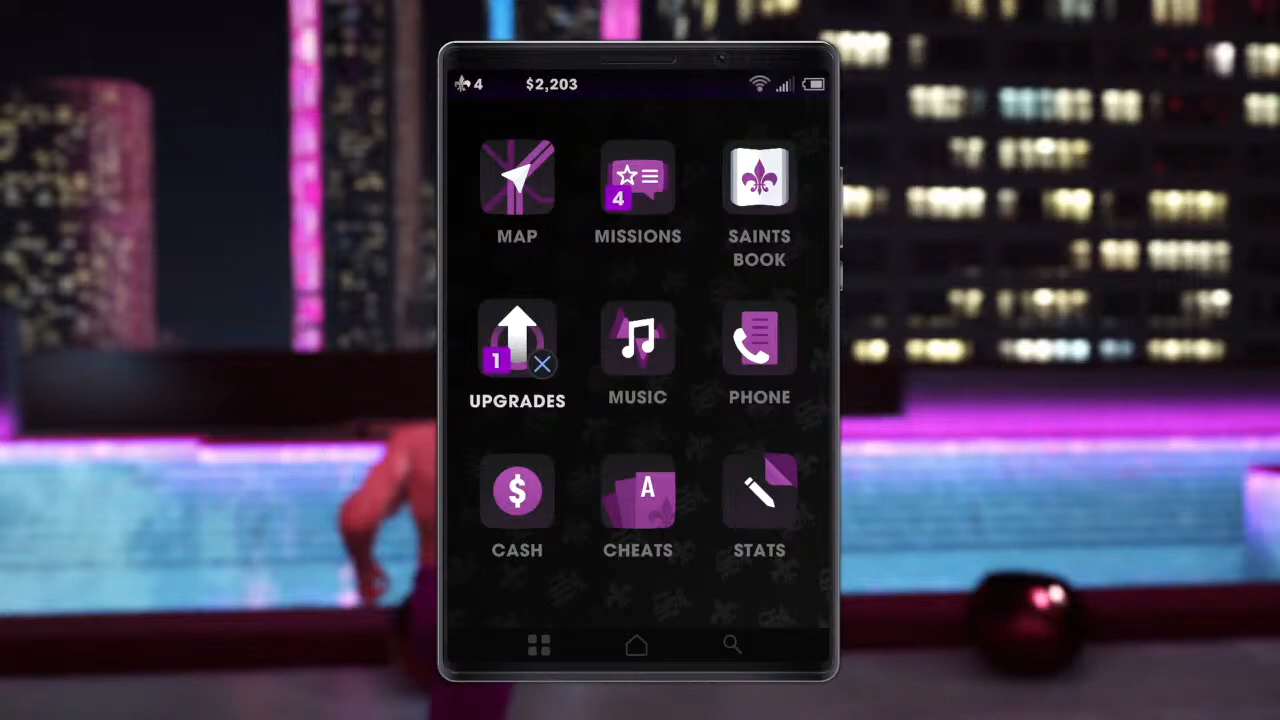 4 $2,203
MAP
4
MISSIONS
SAINTS
BOOK
1
UPGRADES
MUSIC
PHONE
$
CASH
A
CHEATS
STATS